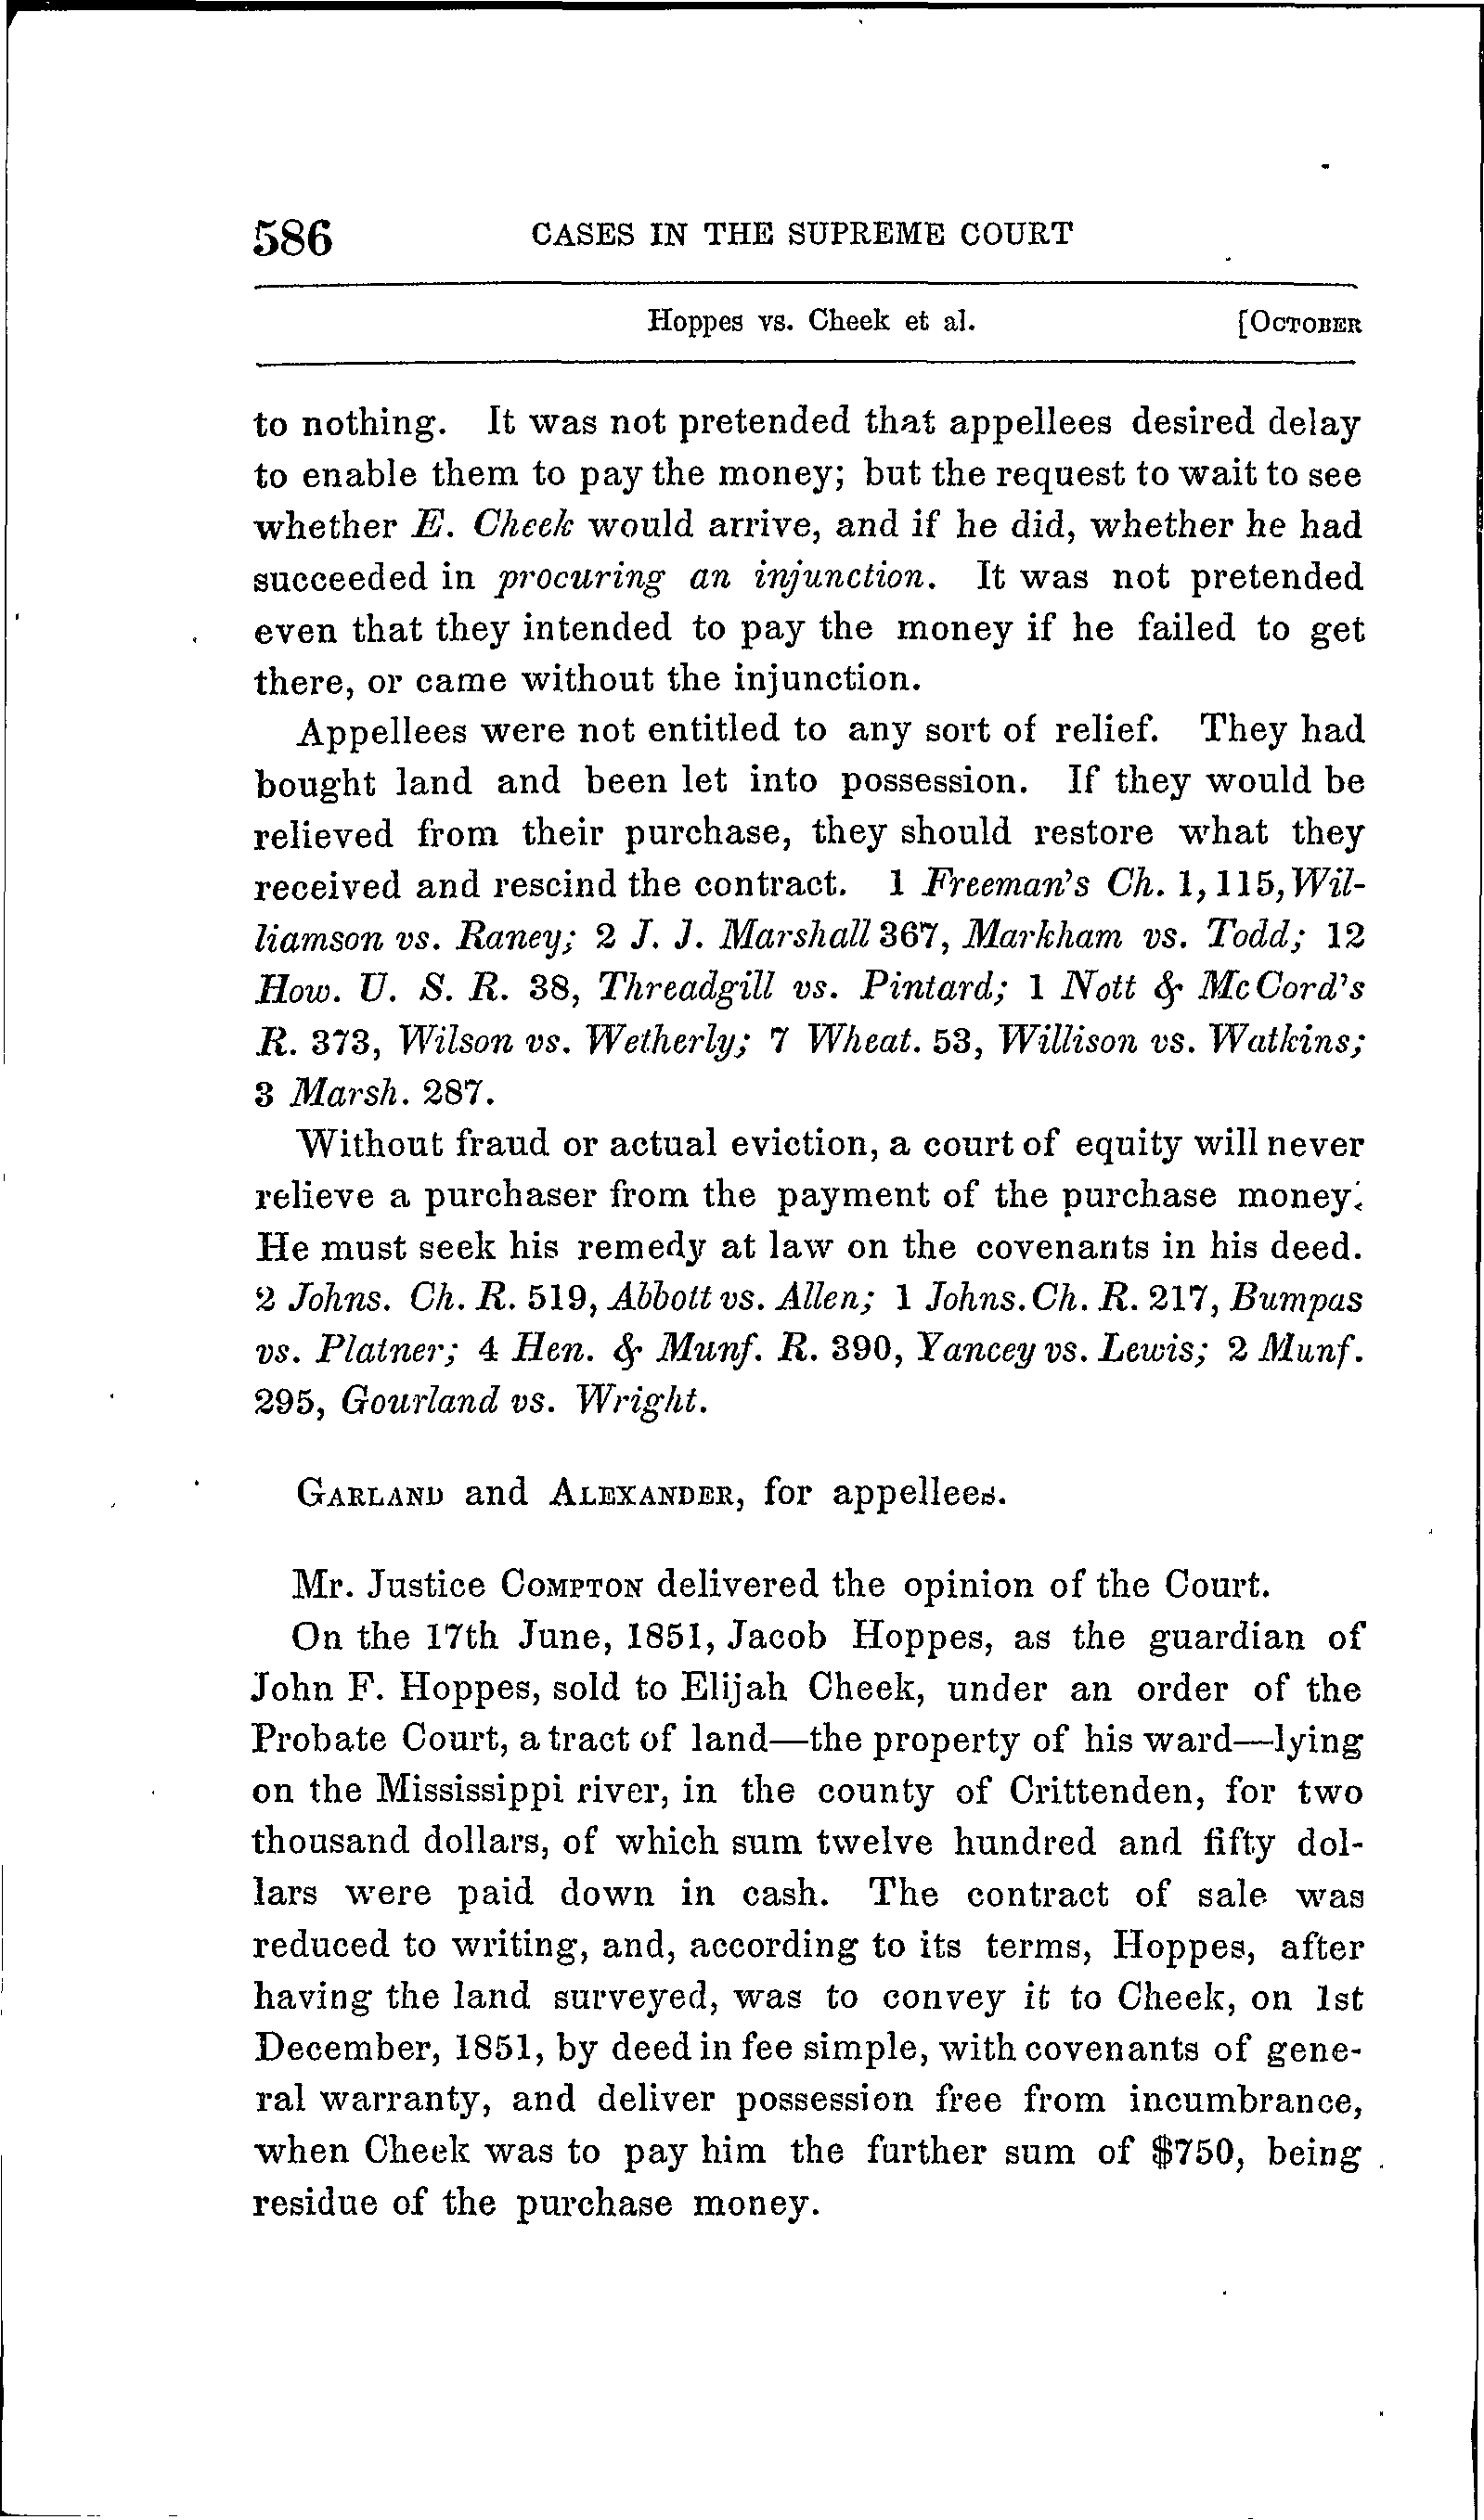 586 CASES IN THE SUPREME COURT
Hoppes vs. Cheek et al. [OCTOBER
to nothing. It was not pretended that appellees desired delay
to enable them to pay the money; but the request to wait to see
whether E. Cheek would arrive, and if he did, whether he had
succeeded in procuring an injunction. It was not pretended
even that they intended to pay the money if he failed to get
there, or came without the injunction.
Appellees were not entitled to any sort of relief. They had
bought land and been let into possession. If they would be
relieved from their purchase, they should restore what they
received and rescind the contract. 1 Freeman's Ch. 1, 115, Wil-
liamson vs. Raney; 2 J. J. Marshall 367, Markham vs. Todd; 12
How. U. S. R. 38, Threadgill vs. Pintard; 1 Nott & McCord's
R. 373, Wilson vs. Wetherly; 7 Wheat. 53, Willison vs. Watkins;
3 Marsh. 287.
Without fraud or actual eviction, a court of equity will never
relieve a purchaser from the payment of the purchase money.
He must seek his remedy at law on the covenants in his deed.
2 Johns. Ch. R. 519, Abbott vs. Allen; 1 Johns. Ch. R. 217, Bumpas
vs. Platner; 4 Hen. & Munf. R. 390, Yancey vs. Lewis; 2 Munf.
295, Gourland vs. Wright.
GARLAND and ALEXANDER, for appellees.
Mr. Justice COMPTON delivered the opinion of the Court.
On the 17th June, 1851, Jacob Hoppes, as the guardian of
John F. Hoppes, sold to Elijah Cheek, under an order of the
Probate Court, a tract of land—the property of his ward—lying
on the Mississippi river, in the county of Crittenden, for two
thousand dollars, of which sum twelve hundred and fifty dol-
lars were paid down in cash. The contract of sale was
reduced to writing, and, according to its terms, Hoppes, after
having the land surveyed, was to convey it to Cheek, on 1st
December, 1851, by deed in fee simple, with covenants of gene-
ral warranty, and deliver possession free from incumbrance,
when Cheek was to pay him the further sum of $750, being
residue of the purchase money.